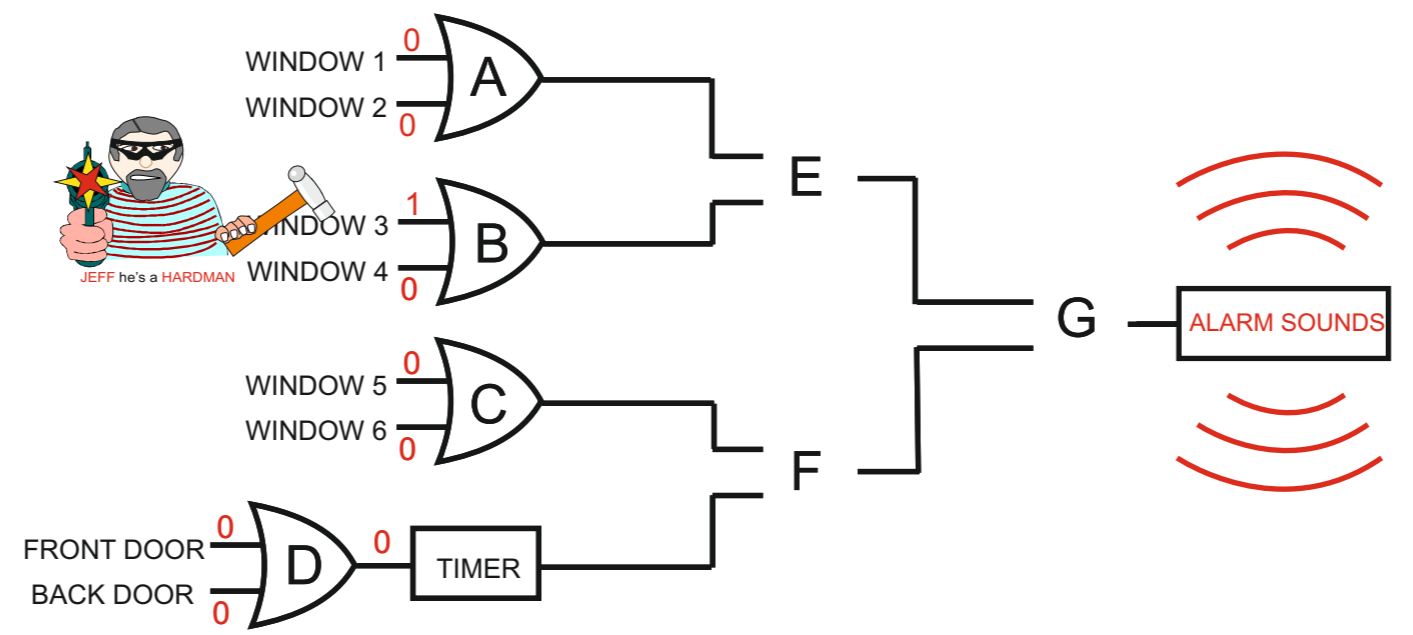 0
WINDOW 1
A
WINDOW 2
0
E
1
WINDOW 3
B
WINDOW 4
0
JEFF he's a HARDMAN
G
ALARM SOUNDS
0
WINDOW 5
C
WINDOW 6
0
F
0
FRONT DOOR
D
0
TIMER
BACK DOOR
0